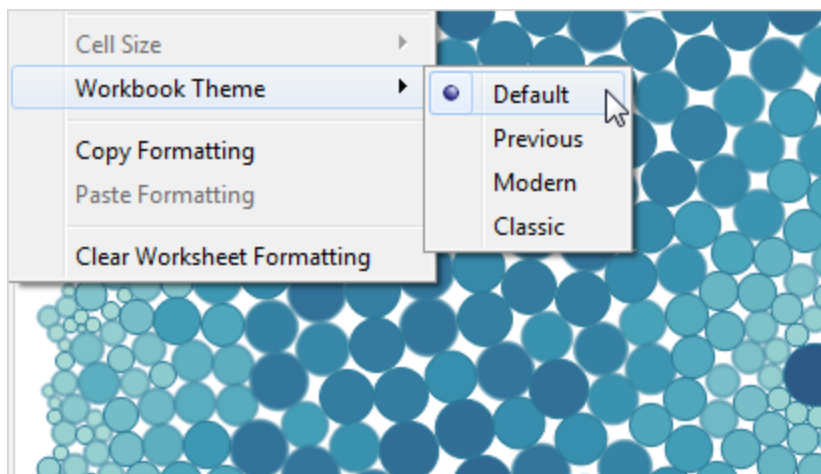 Cell Size
Workbook Theme
Default
Previous
Modern
Classic
Copy Formatting
Paste Formatting
Clear Worksheet Formatting